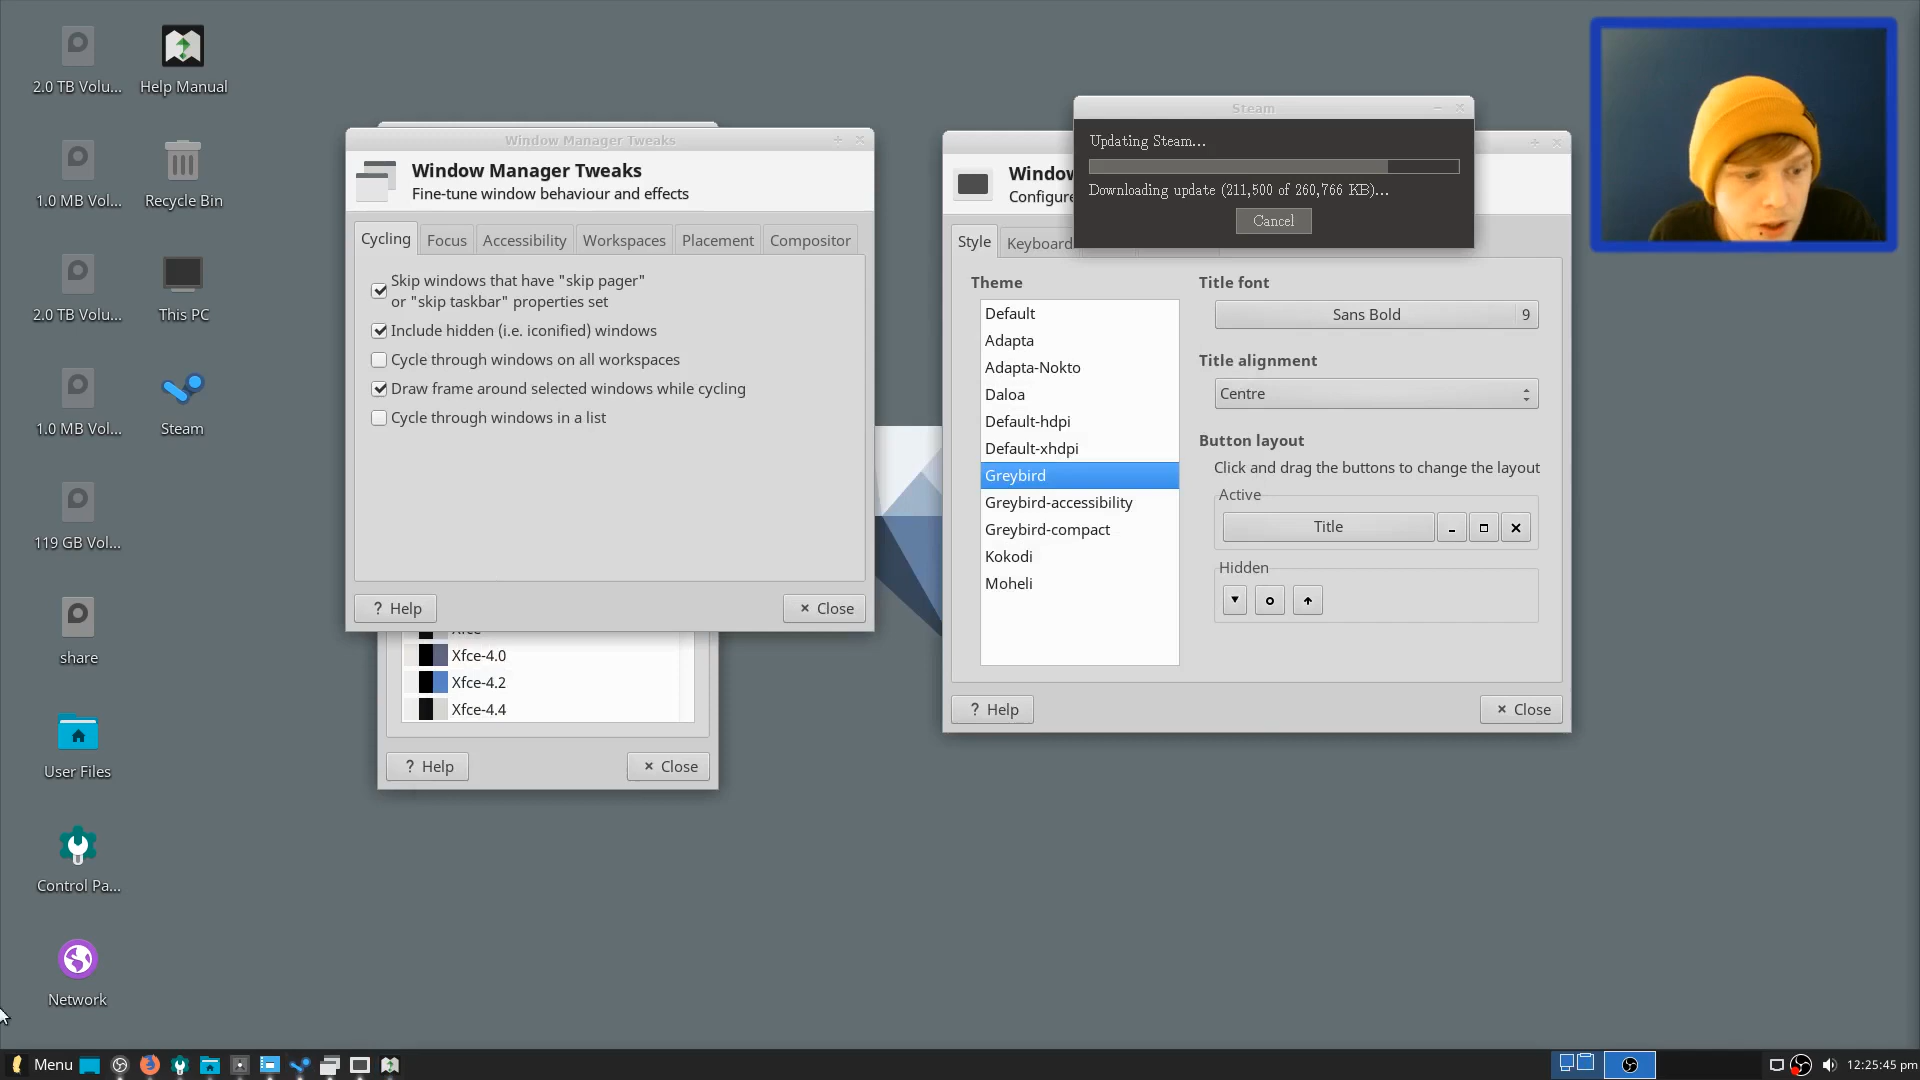 2.0 TB Volu...
Help Manual
1.0 MB Vol...
Recycle Bin
2.0 TB Volu...
This PC
1.0 MB Vol...
Steam
119 GB Vol...
share
User Files
Control Pa...
Network
Window Manager Tweaks
Window Manager Tweaks
Fine-tune window behaviour and effects
Cycling
Focus
Accessibility
Workspaces
Placement
Compositor
Skip windows that have "skip pager"
or "skip taskbar" properties set
Include hidden (i.e. iconified) windows
Cycle through windows on all workspaces
Draw frame around selected windows while cycling
Cycle through windows in a list
? Help
Close
Xfce-4.0
Xfce-4.2
Xfce-4.4
? Help
Close
Steam
Updating Steam...
Downloading update (211,500 of 260,766 KB)...
Cancel
Configure
Style
Keyboard
Theme
Default
Adapta
Adapta-Nokto
Daloa
Default-hdpi
Default-xhdpi
Greybird
Greybird-accessibility
Greybird-compact
Kokodi
Moheli
Title font
Sans Bold 9
Title alignment
Centre
Button layout
Click and drag the buttons to change the layout
Active
Title
Hidden
? Help
Close
Menu
12:25:45 pm